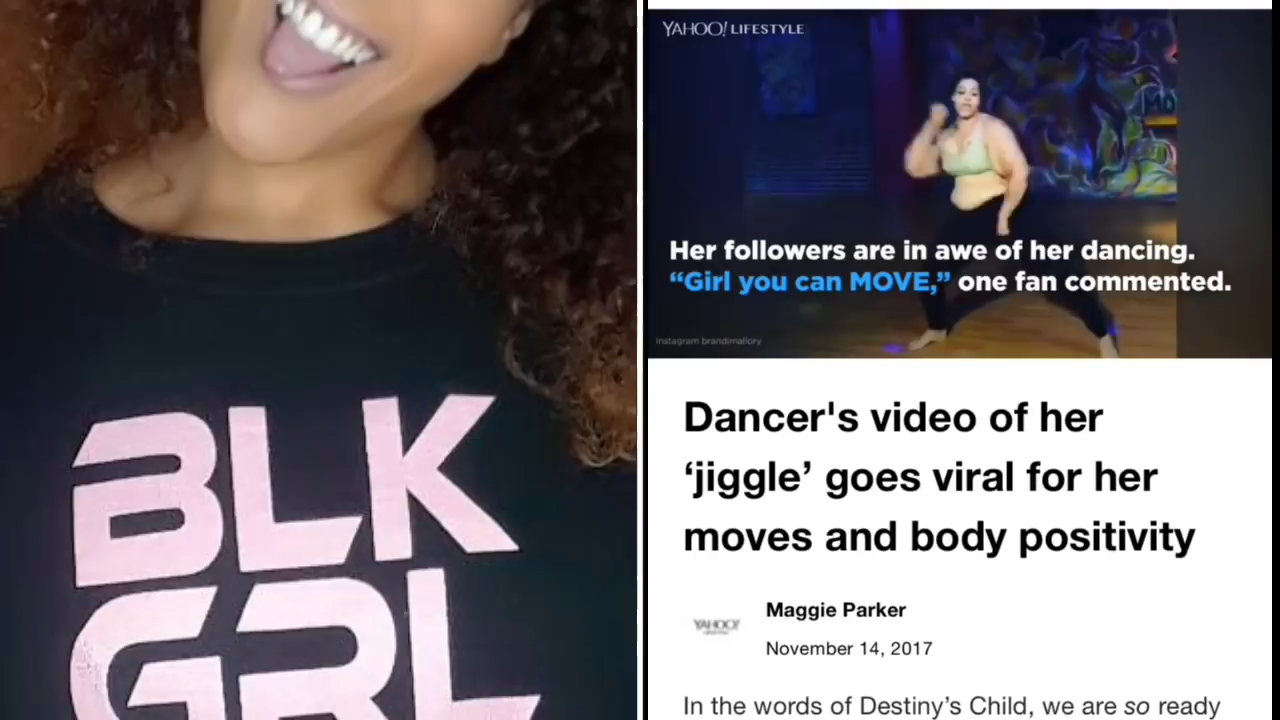 BLK
GRL
YAHOO! LIFESTYLE
Her followers are in awe of her dancing.
“Girl you can MOVE,” one fan commented.
Instagram brandimallory
Dancer's video of her
‘jiggle’ goes viral for her
moves and body positivity
Maggie Parker
YAHOO!
November 14, 2017
In the words of Destiny’s Child, we are so ready